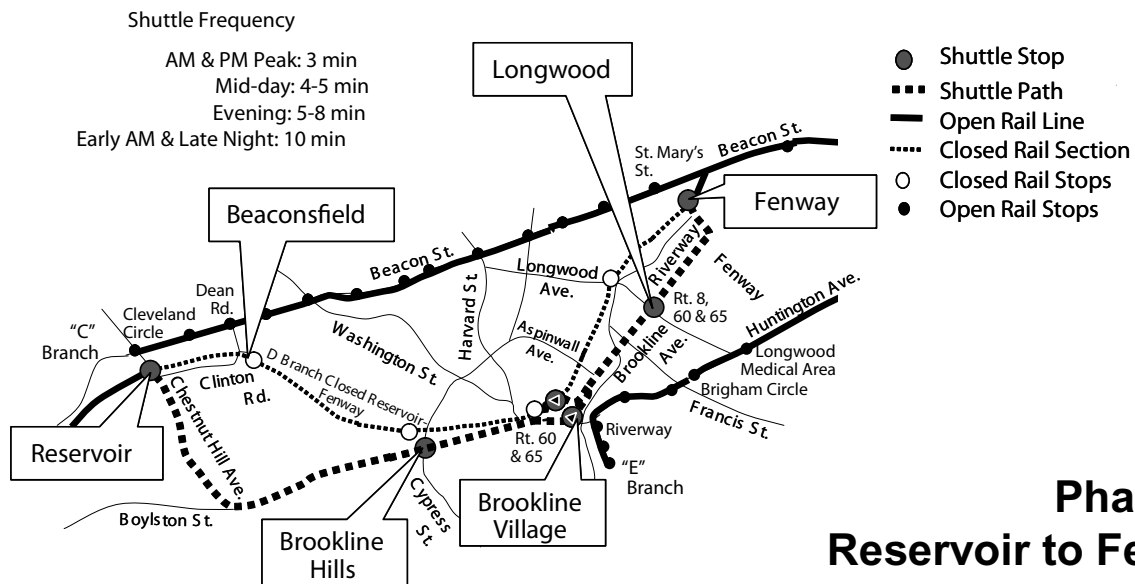 Shuttle Frequency
AM & PM Peak: 3 min
Mid-day: 4-5 min
Evening: 5-8 min
Early AM & Late Night: 10 min
Longwood
Shuttle Stop
Shuttle Path
Open Rail Line
Closed Rail Section
Closed Rail Stops
Open Rail Stops
Beacon St.
St. Mary's
St.
Fenway
Beaconsfield
Beacon St.
Longwood
Ave.
Riverway
Fenway
Dean
Rd.
Cleveland
Circle
"C"
Branch
Harvard St.
Rt. 8,
60 & 65
Huntington Ave.
Washington St.
Aspinwall
Ave.
Brookline
Ave.
Longwood
Medical Area
Brigham Circle
Francis St.
Clinton
Rd.
D Branch Closed Reservoir-
Fenway
Chestnut Hill Ave.
Reservoir
Rt. 60
& 65
Riverway
"E"
Branch
Cypress
St.
Boylston St.
Brookline
Hills
Brookline
Village
Pha
Reservoir to Fe